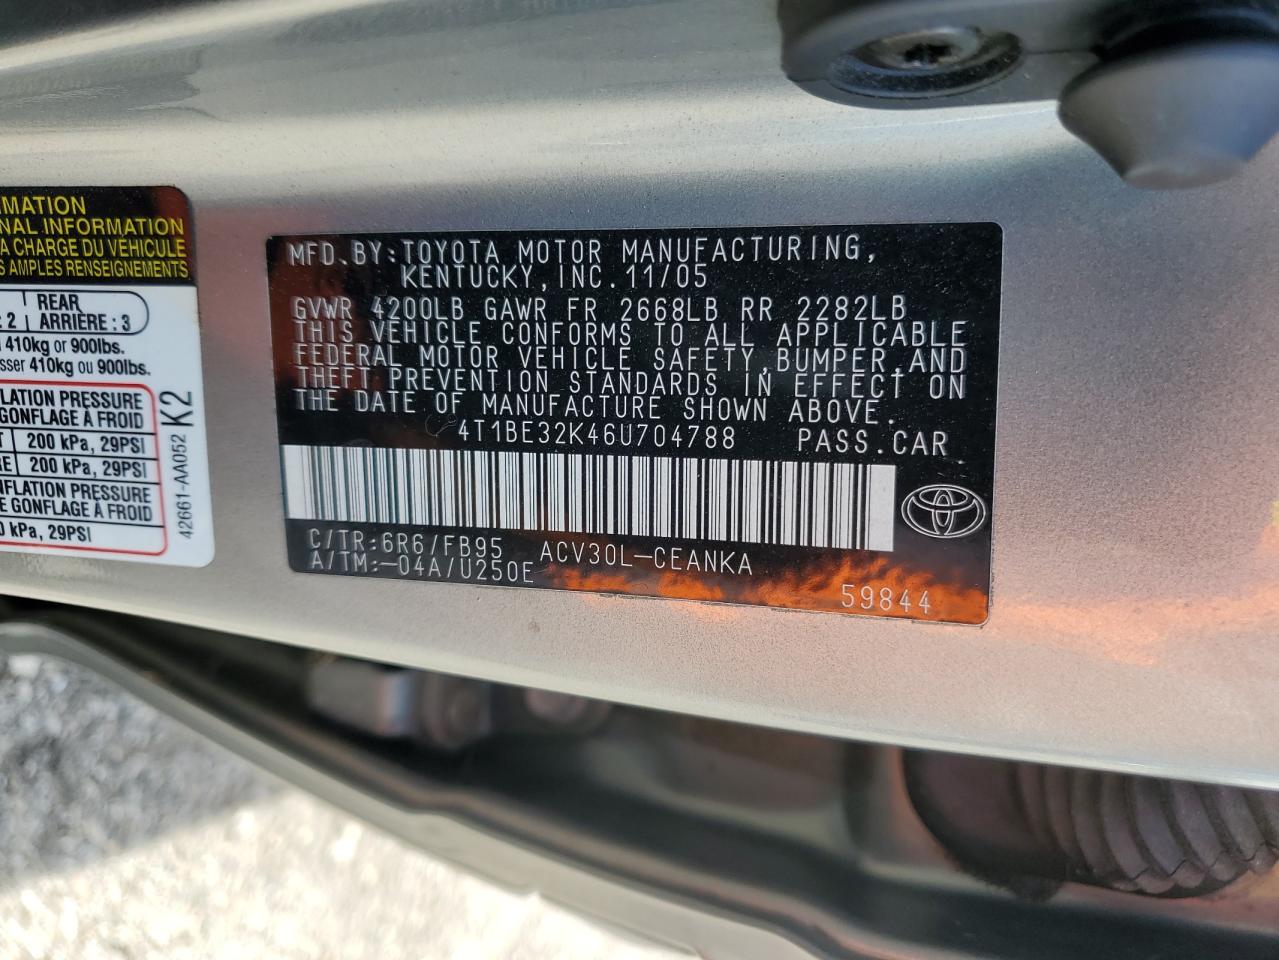 RMATION
NAL INFORMATION
A CHARGE DU VÉHICULE
S AMPLES RENSEIGNEMENTS
: 2 REAR
ARRIÈRE : 3
410kg or 900lbs.
sser 410kg ou 900lbs.
FLATION PRESSURE
GONFLAGE À FROID
T 200 kPa, 29PSI
RE 200 kPa, 29PSI
NFLATION PRESSURE
E GONFLAGE À FROID
0 kPa, 29PSI
K2
42661-AA052
MFD. BY: TOYOTA MOTOR MANUFACTURING,
KENTUCKY, INC. 11/05
GVWR 4200LB GAWR FR 2668LB RR 2282LB
THIS VEHICLE CONFORMS TO ALL APPLICABLE
FEDERAL MOTOR VEHICLE SAFETY, BUMPER, AND
THEFT PREVENTION STANDARDS IN EFFECT ON
THE DATE OF MANUFACTURE SHOWN ABOVE.
4T1BE32K46U704788 PASS.CAR
C/TR:6R6/FB95 ACV30L-CEANKA
A/TM:-04A/U250E
59844